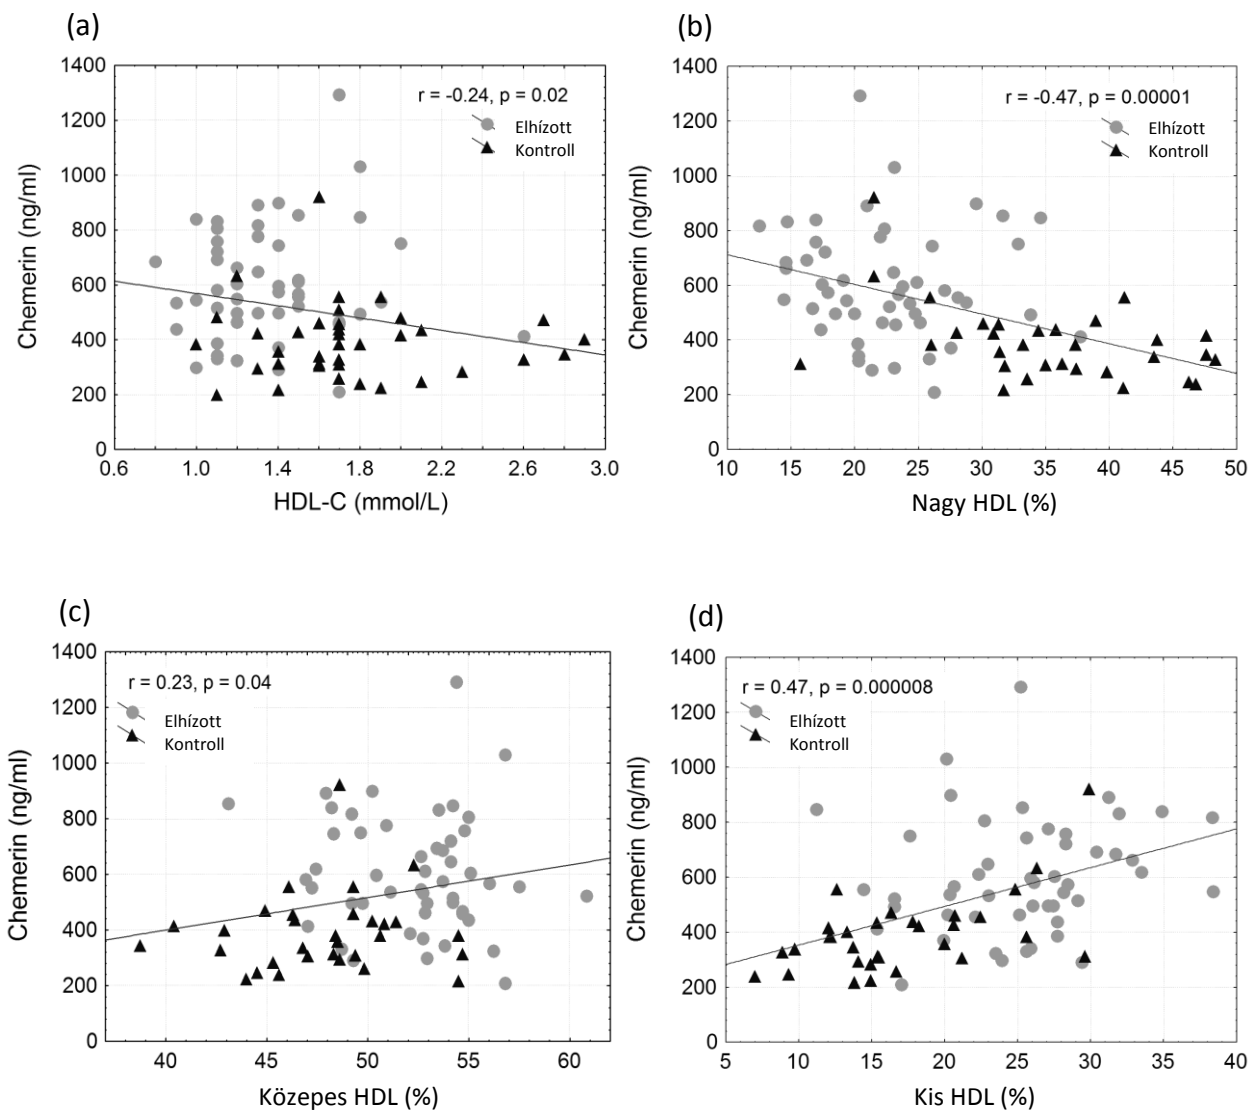 (a)
1400
1200
1000
800
600
400
200
0
Chemerin (ng/ml)
r = -0.24, p = 0.02
Elhízott
Kontroll
0.6 1.0 1.4 1.8 2.2 2.6 3.0
HDL-C (mmol/L)
(b)
1400
1200
1000
800
600
400
200
0
Chemerin (ng/ml)
r = -0.47, p = 0.00001
Elhízott
Kontroll
10 15 20 25 30 35 40 45 50
Nagy HDL (%)
(c)
1400
1200
1000
800
600
400
200
0
Chemerin (ng/ml)
r = 0.23, p = 0.04
Elhízott
Kontroll
40 45 50 55 60
Közepes HDL (%)
(d)
1400
1200
1000
800
600
400
200
0
Chemerin (ng/ml)
r = 0.47, p = 0.000008
Elhízott
Kontroll
5 10 15 20 25 30 35 40
Kis HDL (%)